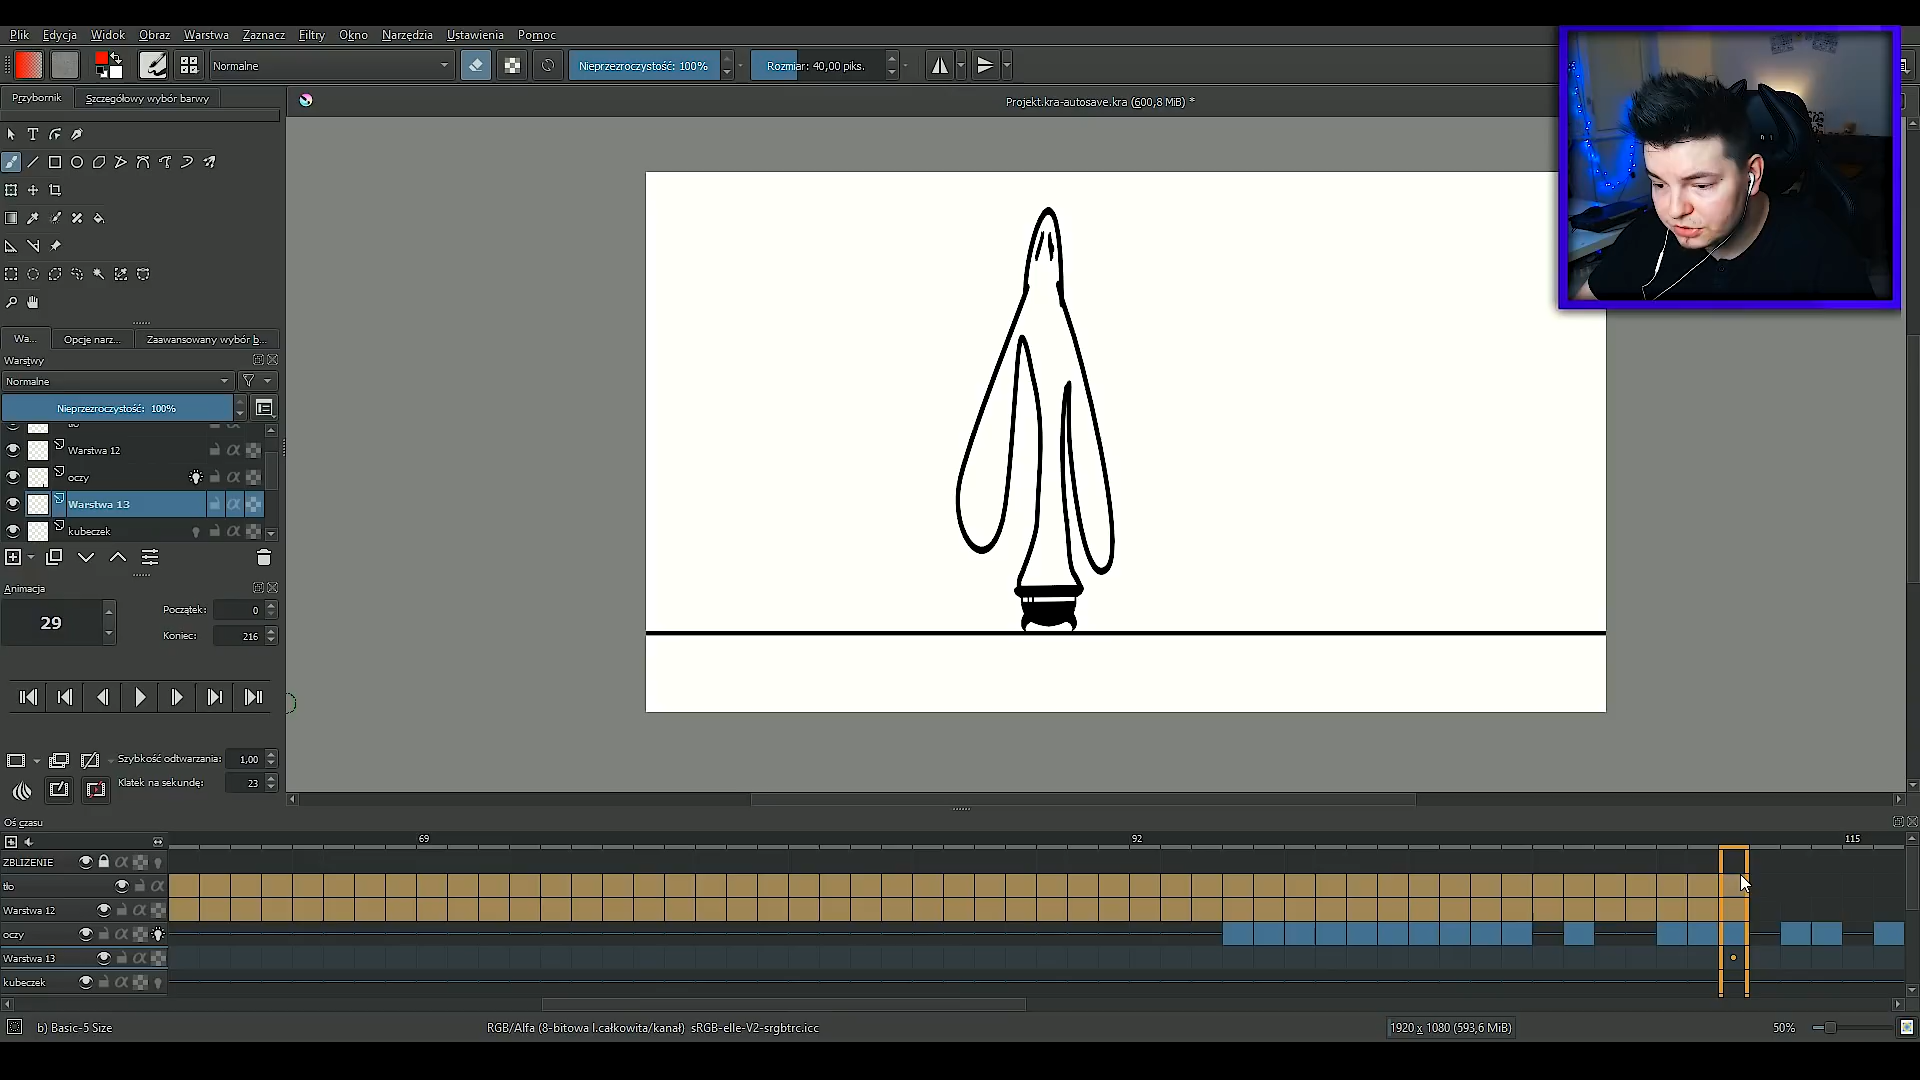 Plik Edycja Widok Obraz Warstwa Zaznacz Filtry Okno Narzędzia Ustawienia Pomoc
Normalne Nieprzezroczystość: 100% Rozmiar: 40,00 piks.
Przybornik Szczegółowy wybór barwy
Projekt.kra-autosave.kra (600,8 MiB) *
Wa... Opcje narz... Zaawansowany wybór b...
Warstwy
Normalne
Nieprzezroczystość: 100%
tło
Warstwa 12
oczy
Warstwa 13
kubeczek
Animacja
29
Początek: 0
Koniec: 216
Szybkość odtwarzania: 1,00
Klatek na sekundę: 23
Oś czasu
69 92 115
ZBLIZENIE
tło
Warstwa 12
oczy
Warstwa 13
kubeczek
b) Basic-5 Size
RGB/Alfa (8-bitowa l.całkowita/kanał) sRGB-elle-V2-srgbtrc.icc
1920 x 1080 (593,6 MiB)
50%